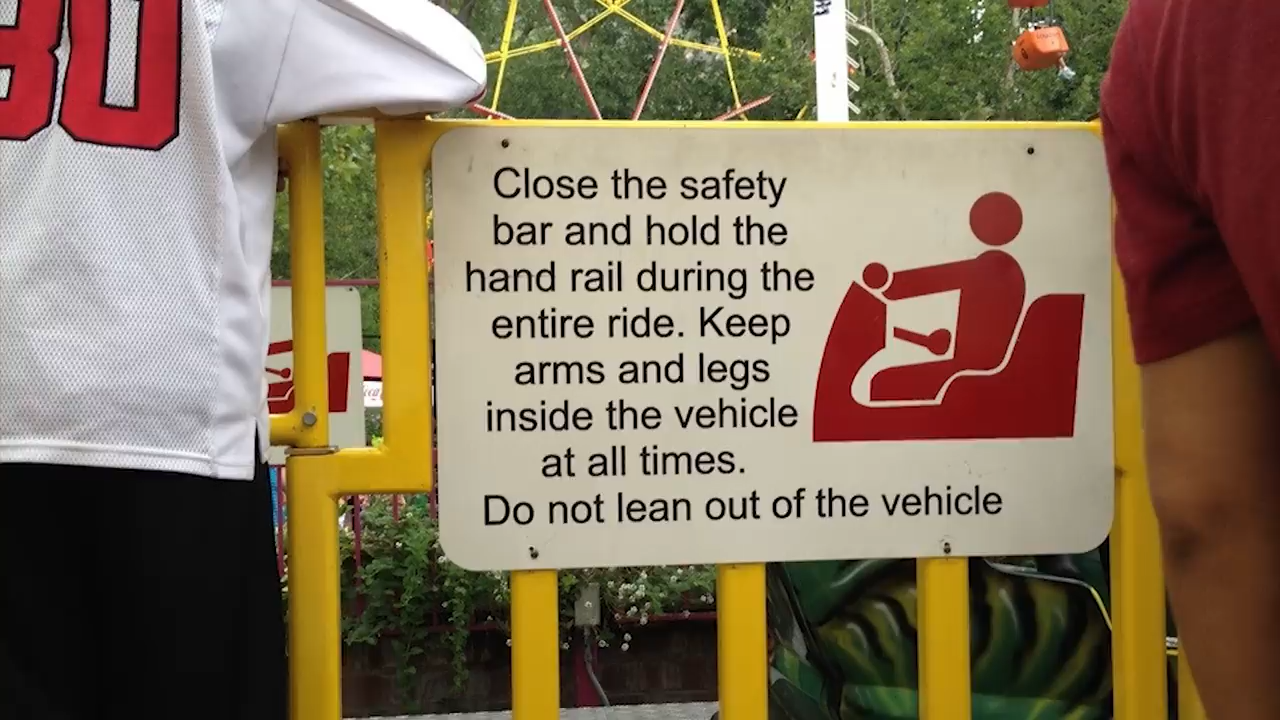 80
Close the safety
bar and hold the
hand rail during the
entire ride. Keep
arms and legs
inside the vehicle
at all times.
Do not lean out of the vehicle